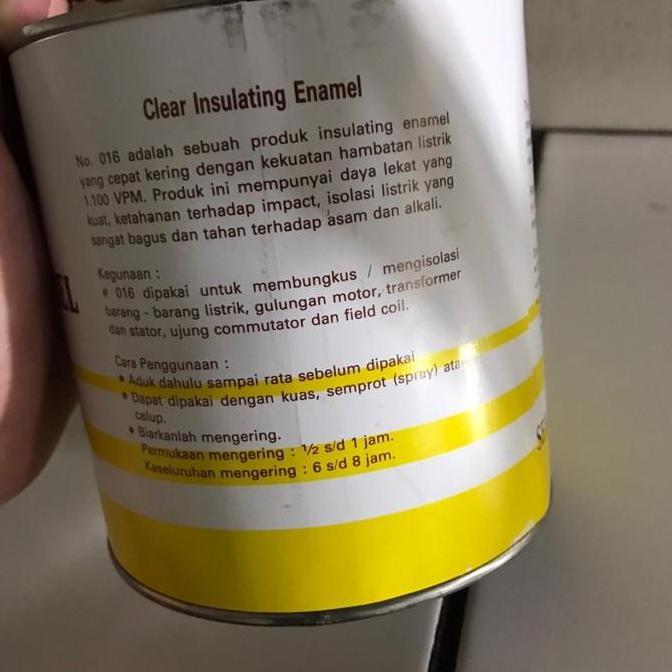 Clear Insulating Enamel
No. 016 adalah sebuah produk insulating enamel
yang cepat kering dengan kekuatan hambatan listrik
1.100 VPM. Produk ini mempunyai daya lekat yang
kuat, ketahanan terhadap impact, isolasi listrik yang
sangat bagus dan tahan terhadap asam dan alkali.
Kegunaan :
# 016 dipakai untuk membungkus / mengisolasi
barang - barang listrik, gulungan motor, transformer
dan stator, ujung commutator dan field coil.
Cara Penggunaan :
• Aduk dahulu sampai rata sebelum dipakai
• Dapat dipakai dengan kuas, semprot (spray) atau
celup.
• Biarkanlah mengering.
Permukaan mengering : ½ s/d 1 jam.
Keseluruhan mengering : 6 s/d 8 jam.